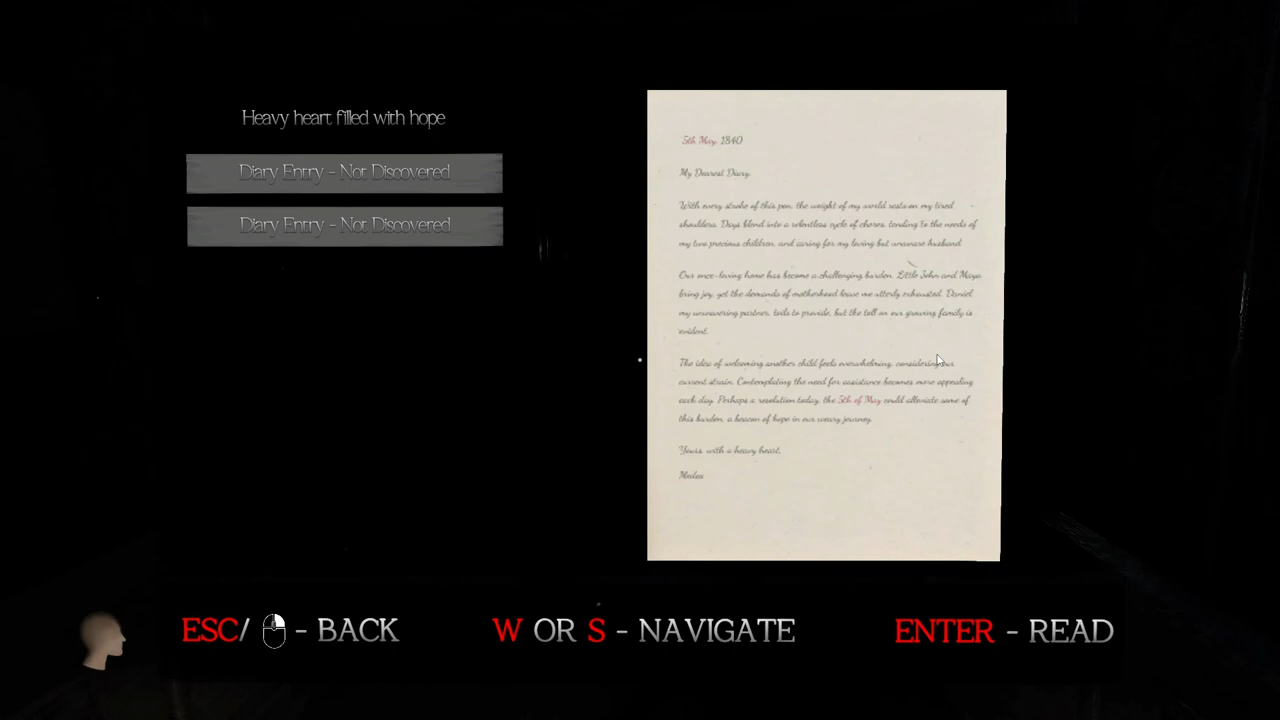 Heavy heart filled with hope
Diary Entry - Not Discovered
Diary Entry - Not Discovered
5th May, 1840
My Dearest Diary,
With every stroke of this pen, the weight of my world rests on my tired
shoulders. Days blend into a relentless cycle of chores, tending to the needs of
my two precious children, and caring for my loving but unaware husband.
Our once-loving home has become a challenging burden. Little John and Maya
bring joy, yet the demands of motherhood leave me utterly exhausted. Daniel,
my unwavering partner, toils to provide, but the toll on our growing family is
evident.
The idea of welcoming another child feels overwhelming, considering our
current strain. Contemplating the need for assistance becomes more appealing
each day. Perhaps a resolution today, the 5th of May could alleviate some of
this burden, a beacon of hope in our weary journey.
Yours, with a heavy heart,
Medea
ESC/ - BACK
W OR S - NAVIGATE
ENTER - READ